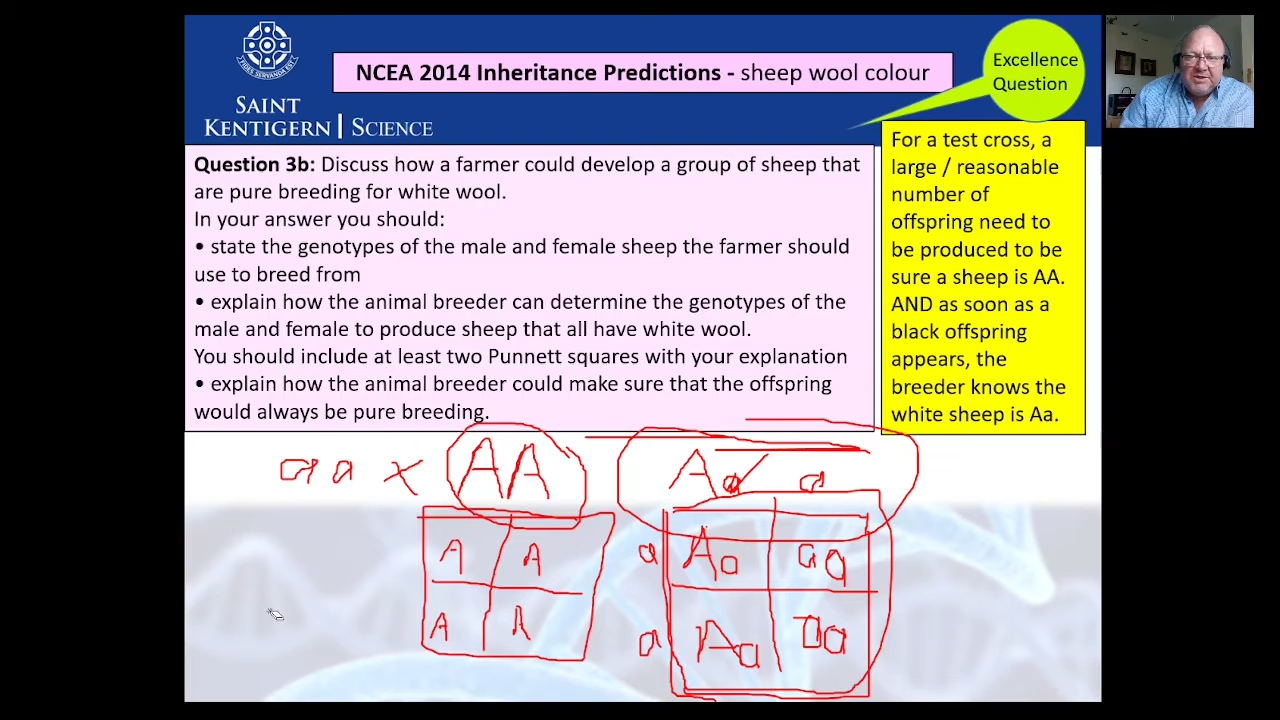 NCEA 2014 Inheritance Predictions - sheep wool colour
Excellence
Question
SAINT
KENTIGERN | SCIENCE
Question 3b: Discuss how a farmer could develop a group of sheep that
are pure breeding for white wool.
In your answer you should:
• state the genotypes of the male and female sheep the farmer should
use to breed from
• explain how the animal breeder can determine the genotypes of the
male and female to produce sheep that all have white wool.
You should include at least two Punnett squares with your explanation
• explain how the animal breeder could make sure that the offspring
would always be pure breeding.
For a test cross, a
large / reasonable
number of
offspring need to
be produced to be
sure a sheep is AA.
AND as soon as a
black offspring
appears, the
breeder knows the
white sheep is Aa.
aa x AA
A A
A A
Aa a
a Aa aa
a Aa aa